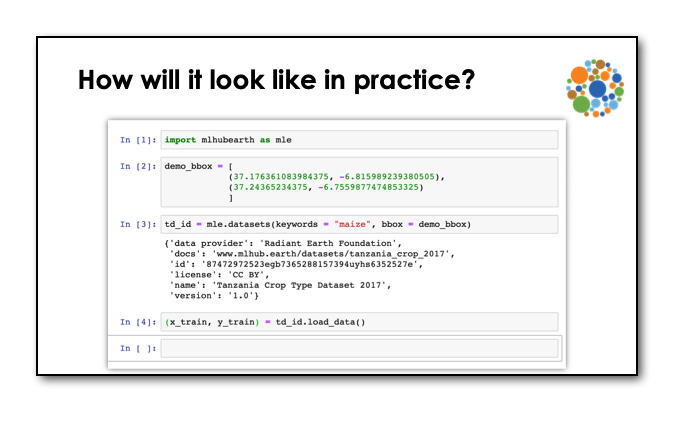 How will it look like in practice?
In [1]: import mlhubearth as mle
In [2]: demo_bbox = [
(37.176361083984375, -6.815989239380505),
(37.24365234375, -6.7559877474853325)
]
In [3]: td_id = mle.datasets(keywords = "maize", bbox = demo_bbox)
{'data provider': 'Radiant Earth Foundation',
'docs': 'www.mlhub.earth/datasets/tanzania_crop_2017',
'id': '87472972523egb7365288157394uyhs6352527e',
'license': 'CC BY',
'name': 'Tanzania Crop Type Dataset 2017',
'version': '1.0'}
In [4]: (x_train, y_train) = td_id.load_data()
In [ ]: